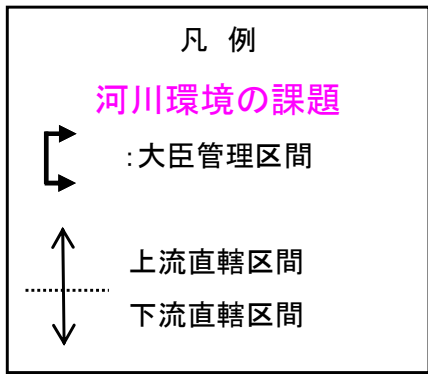 凡 例
河川環境の課題
:大臣管理区間
上流直轄区間
下流直轄区間